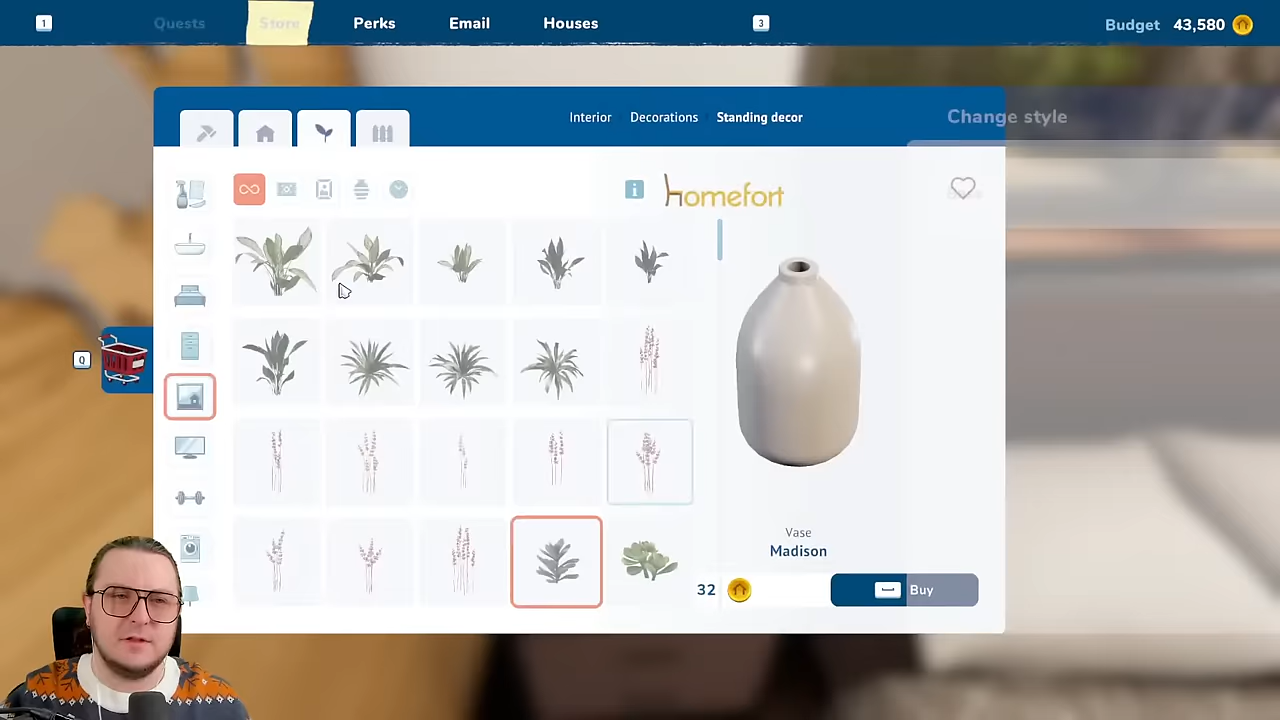 1
Quests
Store
Perks
Email
Houses
3
Budget 43,580
Interior Decorations Standing decor
Change style
homefort
Q
Vase
Madison
32
Buy